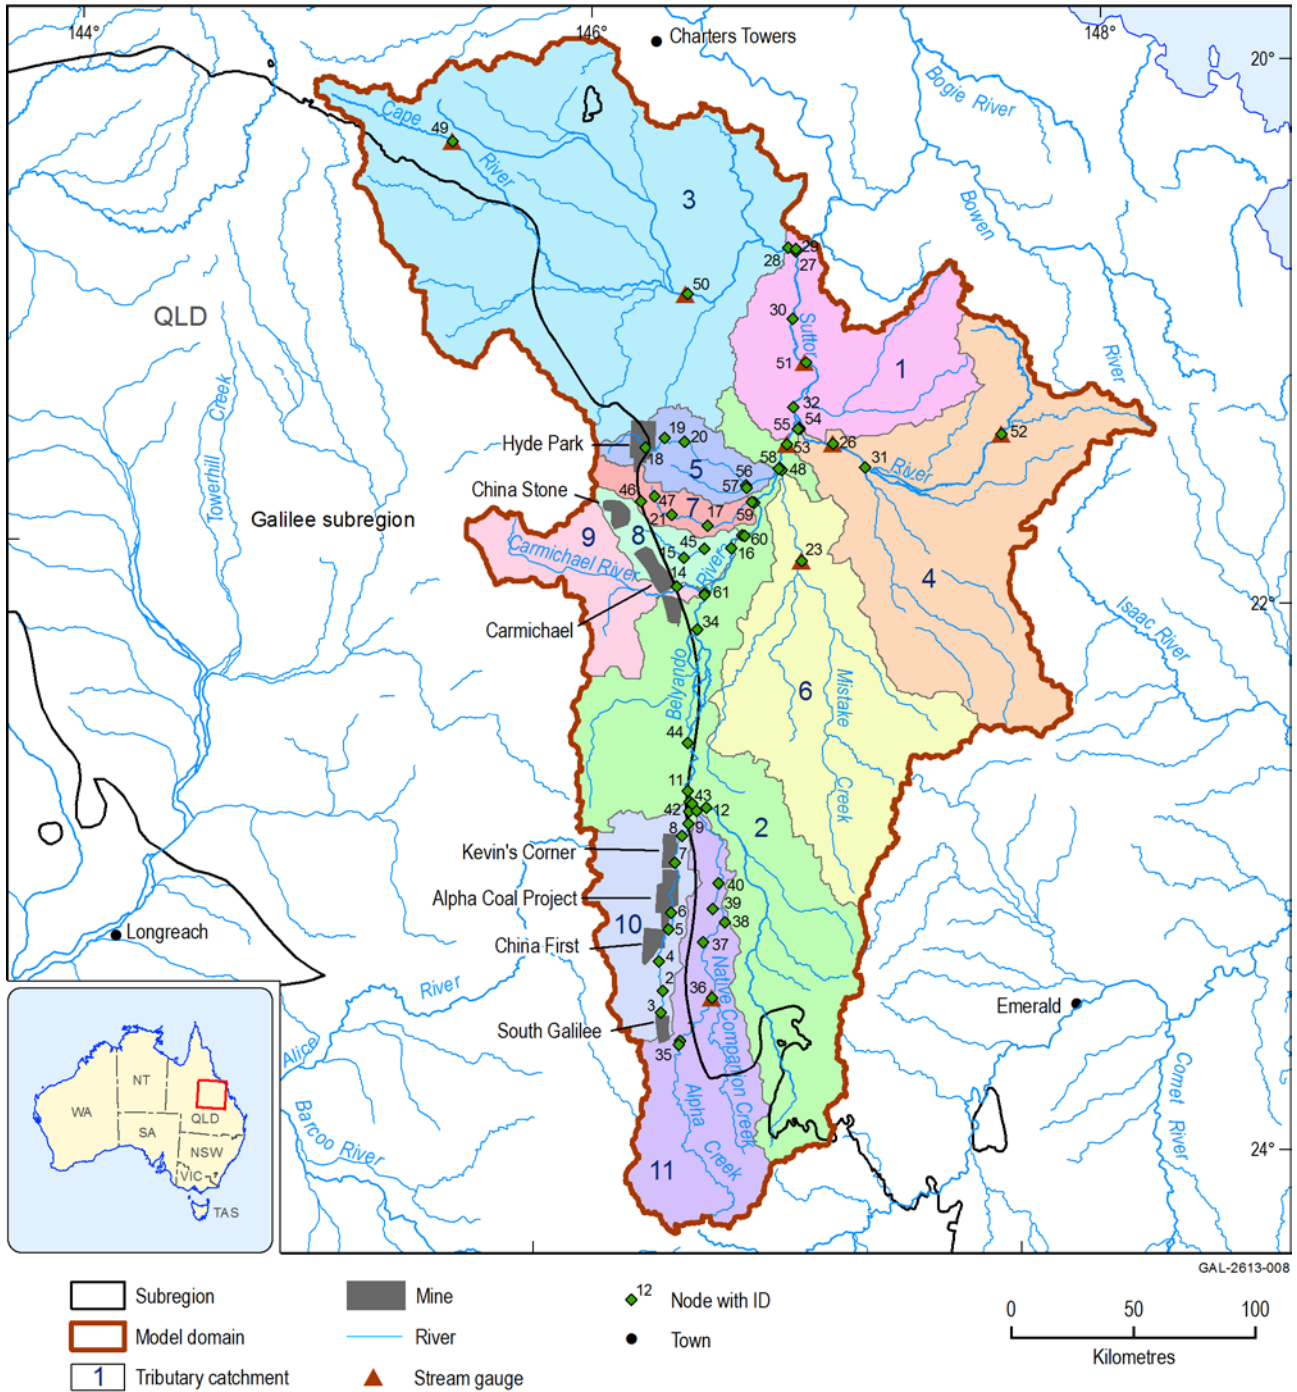 144°
146°
148°
Charters Towers
20°
Bogie River
Cape
River
49
3
Bowen
River
28
29
27
50
QLD
30
Suttor
51
1
Towerhill
Creek
32
54
55
53
26
52
Hyde Park
19
20
18
5
58
48
31
River
China Stone
56
57
46
47
7
59
21
17
Galilee subregion
9
8
45
60
15
16
23
Carmichael River
River
14
4
61
Isaac River
22°
Carmichael
34
Belyando
6
Mistake
Creek
44
11
43
42
12
8
9
2
Kevin's Corner
7
Alpha Coal Project
40
6
39
10
5
38
Longreach
China First
37
4
Native Companion Creek
River
2
36
Emerald
3
South Galilee
35
Alice
Alpha
Creek
Barcoo River
Comet River
24°
11
NT
WA
QLD
SA
NSW
VIC
TAS
GAL-2613-008
Subregion
Mine
12
Node with ID
0 50 100
Model domain
River
Town
Kilometres
1
Tributary catchment
Stream gauge